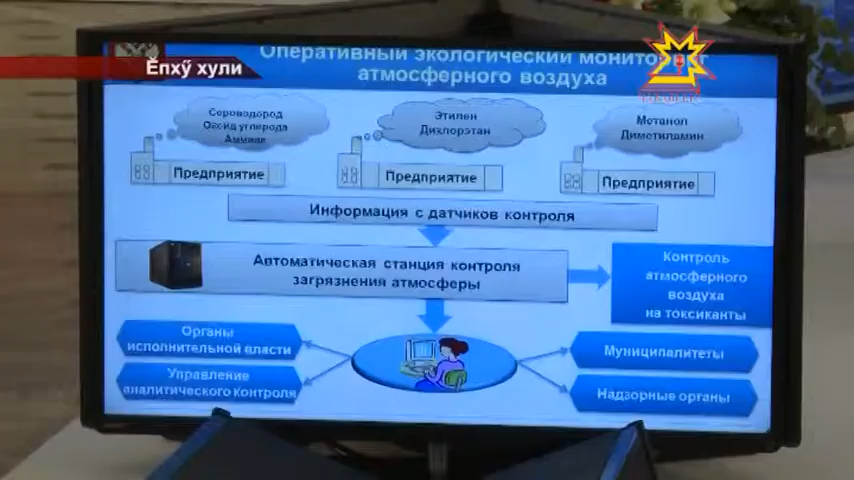 Оперативный экологический мониторинг
атмосферного воздуха
Ӗпхӳ хули
Сероводород
Оксид углерода
Аммиак
Этилен
Дихлорэтан
Метанол
Диметиламин
Предприятие
Предприятие
Предприятие
Информация с датчиков контроля
Автоматическая станция контроля
загрязнения атмосферы
Контроль
атмосферного
воздуха
на токсиканты
Органы
исполнительной власти
Управление
аналитического контроля
Муниципалитеты
Надзорные органы